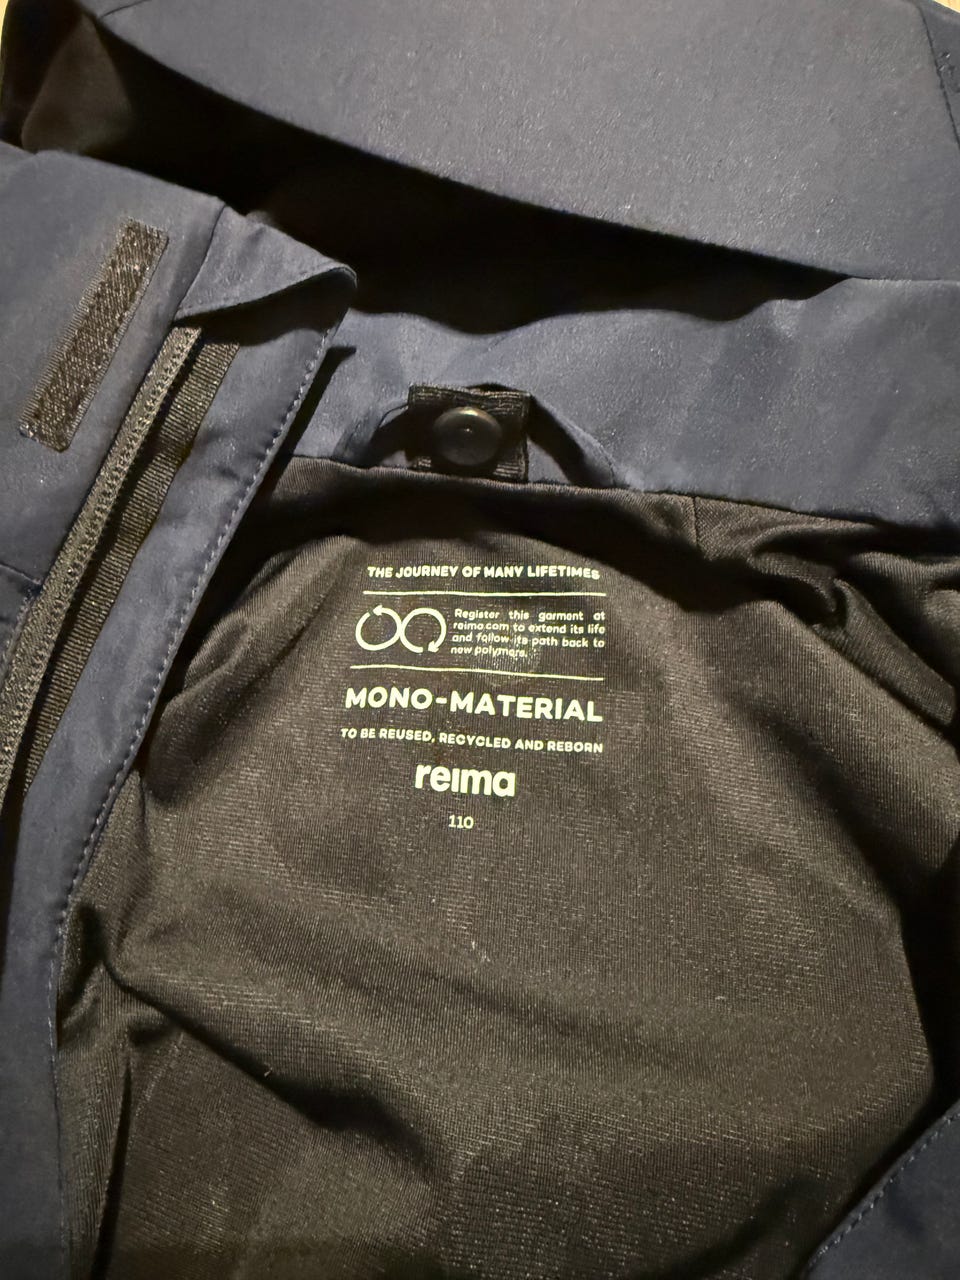 THE JOURNEY OF MANY LIFETIMES
Register this garment at
reima.com to extend its life
and follow its path back to
new polymers.
MONO-MATERIAL
TO BE REUSED, RECYCLED AND REBORN
reima
110